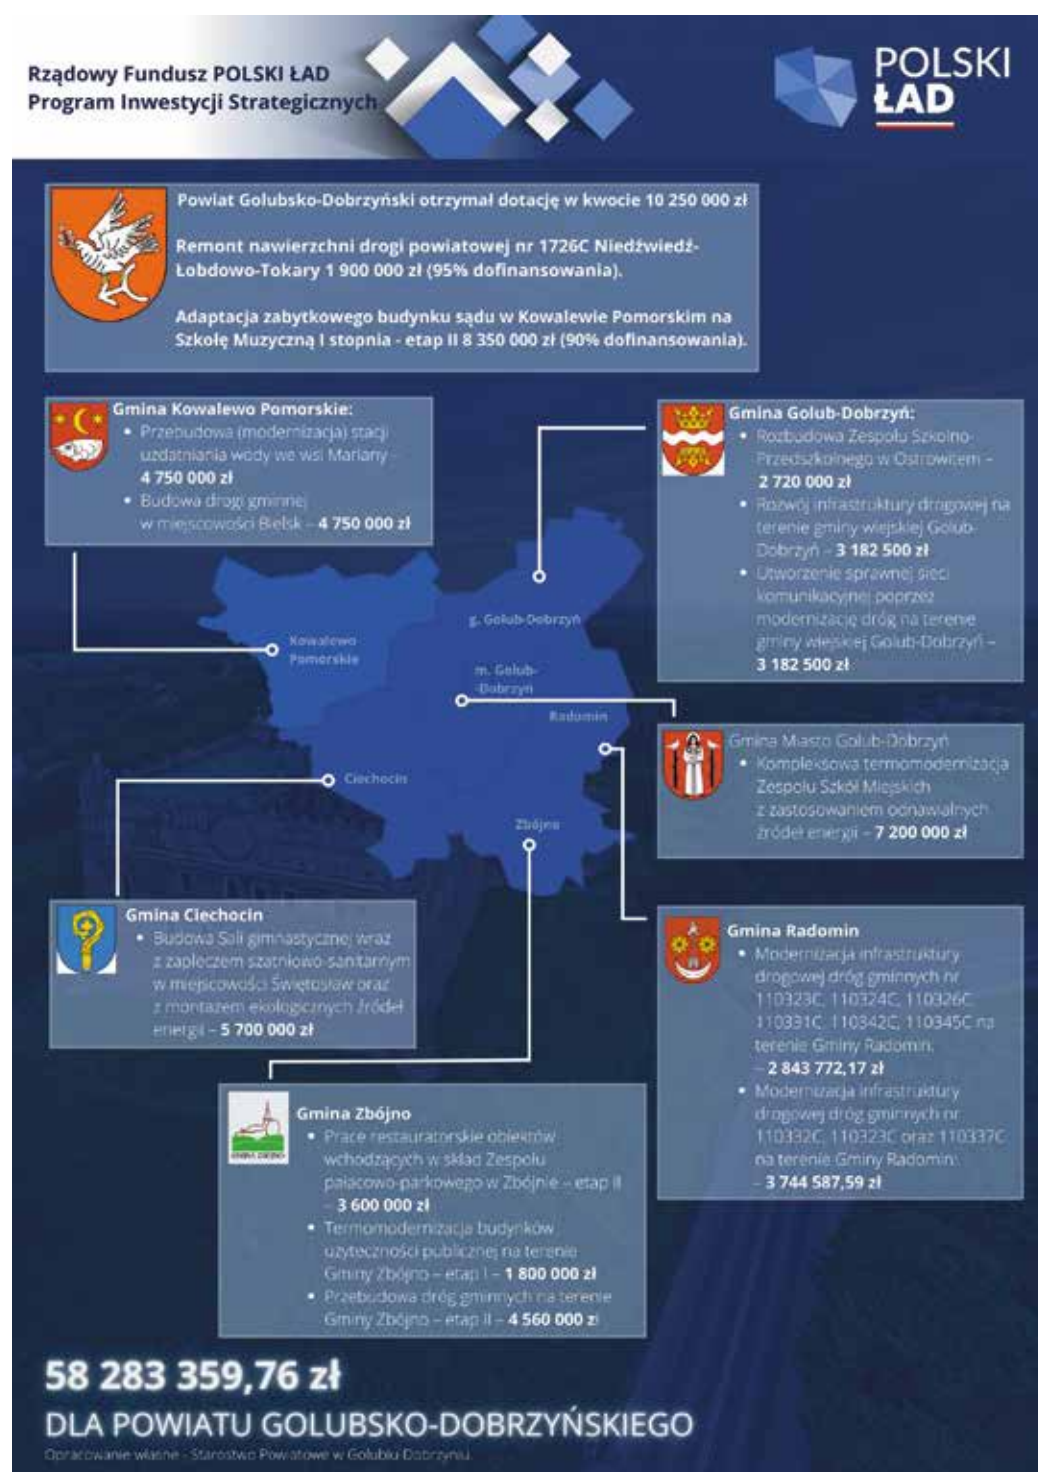 Rządowy Fundusz POLSKI ŁAD
Program Inwestycji Strategicznych
POLSKI
ŁAD
Powiat Golubsko-Dobrzyński otrzymał dotację w kwocie 10 250 000 zł
Remont nawierzchni drogi powiatowej nr 1726C Niedźwiedź-
Łobdowo-Tokary 1 900 000 zł (95% dofinansowania).
Adaptacja zabytkowego budynku sądu w Kowalewie Pomorskim na
Szkołę Muzyczną I stopnia - etap II 8 350 000 zł (90% dofinansowania).
Gmina Kowalewo Pomorskie:
• Przebudowa (modernizacja) stacji
uzdatniania wody we wsi Mariany –
4 750 000 zł
• Budowa drogi gminnej
w miejscowości Bielsk – 4 750 000 zł
Gmina Golub-Dobrzyń:
• Rozbudowa Zespołu Szkolno-
Przedszkolnego w Ostrowitem –
2 720 000 zł
• Rozwój infrastruktury drogowej na
terenie gminy wiejskiej Golub-
Dobrzyń – 3 182 500 zł
• Utworzenie sprawnej sieci
komunikacyjnej poprzez
modernizację dróg na terenie
gminy wiejskiej Golub-Dobrzyń –
3 182 500 zł
g. Golub-Dobrzyń
Kowalewo
Pomorskie
m. Golub-
-Dobrzyń
Radomin
Ciechocin
Zbójno
Gmina Miasto Golub-Dobrzyń
• Kompleksowa termomodernizacja
Zespołu Szkół Miejskich
z zastosowaniem odnawialnych
źródeł energii – 7 200 000 zł
Gmina Ciechocin
• Budowa Sali gimnastycznej wraz
z zapleczem szatniowo-sanitarnym
w miejscowości Świętosław oraz
z montażem ekologicznych źródeł
energii – 5 700 000 zł
Gmina Radomin
• Modernizacja infrastruktury
drogowej dróg gminnych nr
110323C, 110324C, 110326C,
110331C, 110342C, 110345C na
terenie Gminy Radomin:
– 2 843 772,17 zł
• Modernizacja infrastruktury
drogowej dróg gminnych nr
110332C, 110323C oraz 110337C
na terenie Gminy Radomin:
– 3 744 587,59 zł
GMINA ZBÓJNO
Gmina Zbójno
• Prace restauratorskie obiektów
wchodzących w skład Zespołu
pałacowo-parkowego w Zbójnie – etap II
– 3 600 000 zł
• Termomodernizacja budynków
użyteczności publicznej na terenie
Gminy Zbójno – etap I – 1 800 000 zł
• Przebudowa dróg gminnych na terenie
Gminy Zbójno – etap II – 4 560 000 zł
58 283 359,76 zł
DLA POWIATU GOLUBSKO-DOBRZYŃSKIEGO
Opracowanie własne - Starostwo Powiatowe w Golubiu-Dobrzyniu.